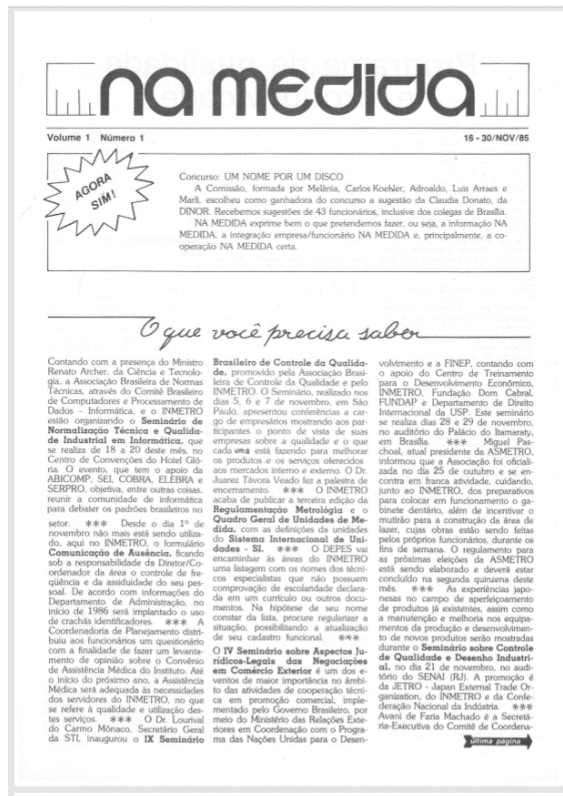 na medida
Volume 1 Número 1
16 - 30/NOV/85
AGORA
SIM!
Concurso: UM NOME POR UM DISCO
A Comissão, formada por Melânia, Carlos Koehler, Adroaldo, Luis Arraes e
Marli, escolheu como ganhadora do concurso a sugestão da Claudia Donato, da
DINOR. Recebemos sugestões de 43 funcionários, inclusive dos colegas de Brasília.
NA MEDIDA exprime bem o que pretendemos fazer, ou seja, a informação NA
MEDIDA, a integração empresa/funcionário NA MEDIDA e, principalmente, a co-
operação NA MEDIDA certa.
O que você precisa saber
Contando com a presença do Ministro
Renato Archer, da Ciência e Tecnolo-
gia, a Associação Brasileira de Normas
Técnicas, através do Comitê Brasileiro
de Computadores e Processamento de
Dados - Informática, e o INMETRO
estão organizando o Seminário de
Normalização Técnica e Qualida-
de Industrial em Informática, que
se realiza de 18 a 20 deste mês, no
Centro de Convenções do Hotel Gló-
ria. O evento, que tem o apoio da
ABICOMP, SEI, COBRA, ELEBRA e
SERPRO, objetiva, entre outras coisas,
reunir a comunidade de informática
para debater os padrões brasileiros no
setor. *** Desde o dia 1º de
novembro não mais está sendo utiliza-
do, aqui no INMETRO, o formulário
Comunicação de Ausência, ficando
sob a responsabilidade do Diretor/Co-
ordenador da área o controle de fre-
qüência e da assiduidade do seu pes-
soal. De acordo com informações do
Departamento de Administração, no
início de 1986 será implantado o uso
de crachás identificadores. *** A
Coordenadoria de Planejamento distri-
buiu aos funcionários um questionário
com a finalidade de fazer um levanta-
mento de opinião sobre o Convênio
de Assistência Médica do Instituto. Até
o início do próximo ano, a Assistência
Médica será adequada às necessidades
dos servidores do INMETRO, no que
se refere à qualidade e utilização des-
tes serviços. *** O Dr. Lourival
do Carmo Mônaco, Secretário Geral
da STI, inaugurou o IX Seminário
Brasileiro de Controle da Qualida-
de, promovido pela Associação Brasi-
leira de Controle da Qualidade e pelo
INMETRO. O Seminário, realizado nos
dias 5, 6 e 7 de novembro, em São
Paulo, apresentou conferências a car-
go de empresários mostrando aos par-
ticipantes o ponto de vista de suas
empresas sobre a qualidade e o que
cada uma está fazendo para melhorar
os produtos e os serviços oferecidos
aos mercados interno e externo. O Dr.
Juarez Távora Veado fez a palestra de
encerramento. *** O INMETRO
acaba de publicar a terceira edição da
Regulamentação Metrológia e o
Quadro Geral de Unidades de Me-
dida, com as definições da unidades
do Sistema Internacional de Uni-
dades - SI. *** O DEPES vai
encaminhar às áreas do INMETRO
uma listagem com os nomes dos técni-
cos especialistas que não possuem
comprovação de escolaridade declara-
da em um currículo ou outros docu-
mentos. Na hipótese de seu nome
constar da lista, procure regularizar a
situação, possibilitando a atualização
de seu cadastro funcional. ***
O IV Seminário sobre Aspectos Ju-
rídicos-Legais das Negociações
em Comércio Exterior é um dos e-
ventos de maior importância no âmbi-
to das atividades de cooperação técni-
ca em promoção comercial, imple-
mentado pelo Governo Brasileiro, por
meio do Ministério das Relações Exte-
riores em Coordenação com o Progra-
ma das Nações Unidas para o Desen-
volvimento e a FINEP, contando com
o apoio do Centro de Treinamento
para o Desenvolvimento Econômico,
INMETRO, Fundação Dom Cabral,
FUNDAP e Departamento de Direito
Internacional da USP. Este seminário
se realiza dias 28 e 29 de novembro,
no auditório do Palácio do Itamaraty,
em Brasília. *** Miguel Pas-
choal, atual presidente da ASMETRO,
informou que a Associação foi oficiali-
zada no dia 25 de outubro e se en-
contra em franca atividade, cuidando,
junto ao INMETRO, dos preparativos
para colocar em funcionamento o ga-
binete dentário, além de incentivar o
mutirão para a construção da área de
lazer, cujas obras estão sendo feitas
pelos próprios funcionários, durante os
fins de semana. O regulamento para
as próximas eleições da ASMETRO
está sendo elaborado e deverá estar
concluído na segunda quinzena deste
mês. *** As experiências japo-
nesas no campo de aperfeiçoamento
de produtos já existentes, assim como
a manutenção e melhoria nos equipa-
mentos da produção e desenvolvimen-
to de novos produtos serão mostradas
durante o Seminário sobre Controle
de Qualidade e Desenho Industri-
al, no dia 21 de novembro, no audi-
tório do SENAI (RJ). A promoção é
da JETRO - Japan External Trade Or-
ganization, do INMETRO e da Confe-
deração Nacional da Indústria. ***
Avani de Faria Machado é a Secretá-
ria-Executiva do Comitê de Coordena-
última página